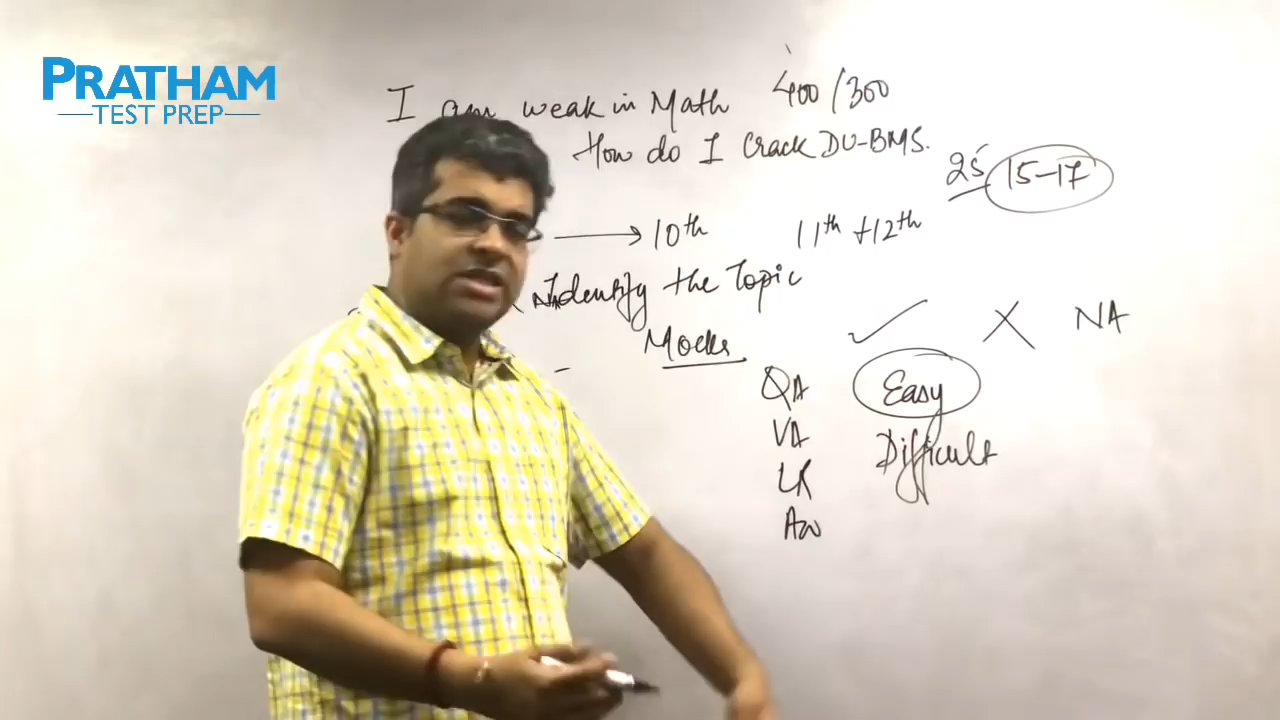 PRATHAM
TEST PREP
I am weak in Math 400/300
How do I Crack DU-BMS.
25 15-17
→ 10th 11th +12th
Identify the Topic
Mocks
✓ X NA
QA Easy
VA Difficult
LR